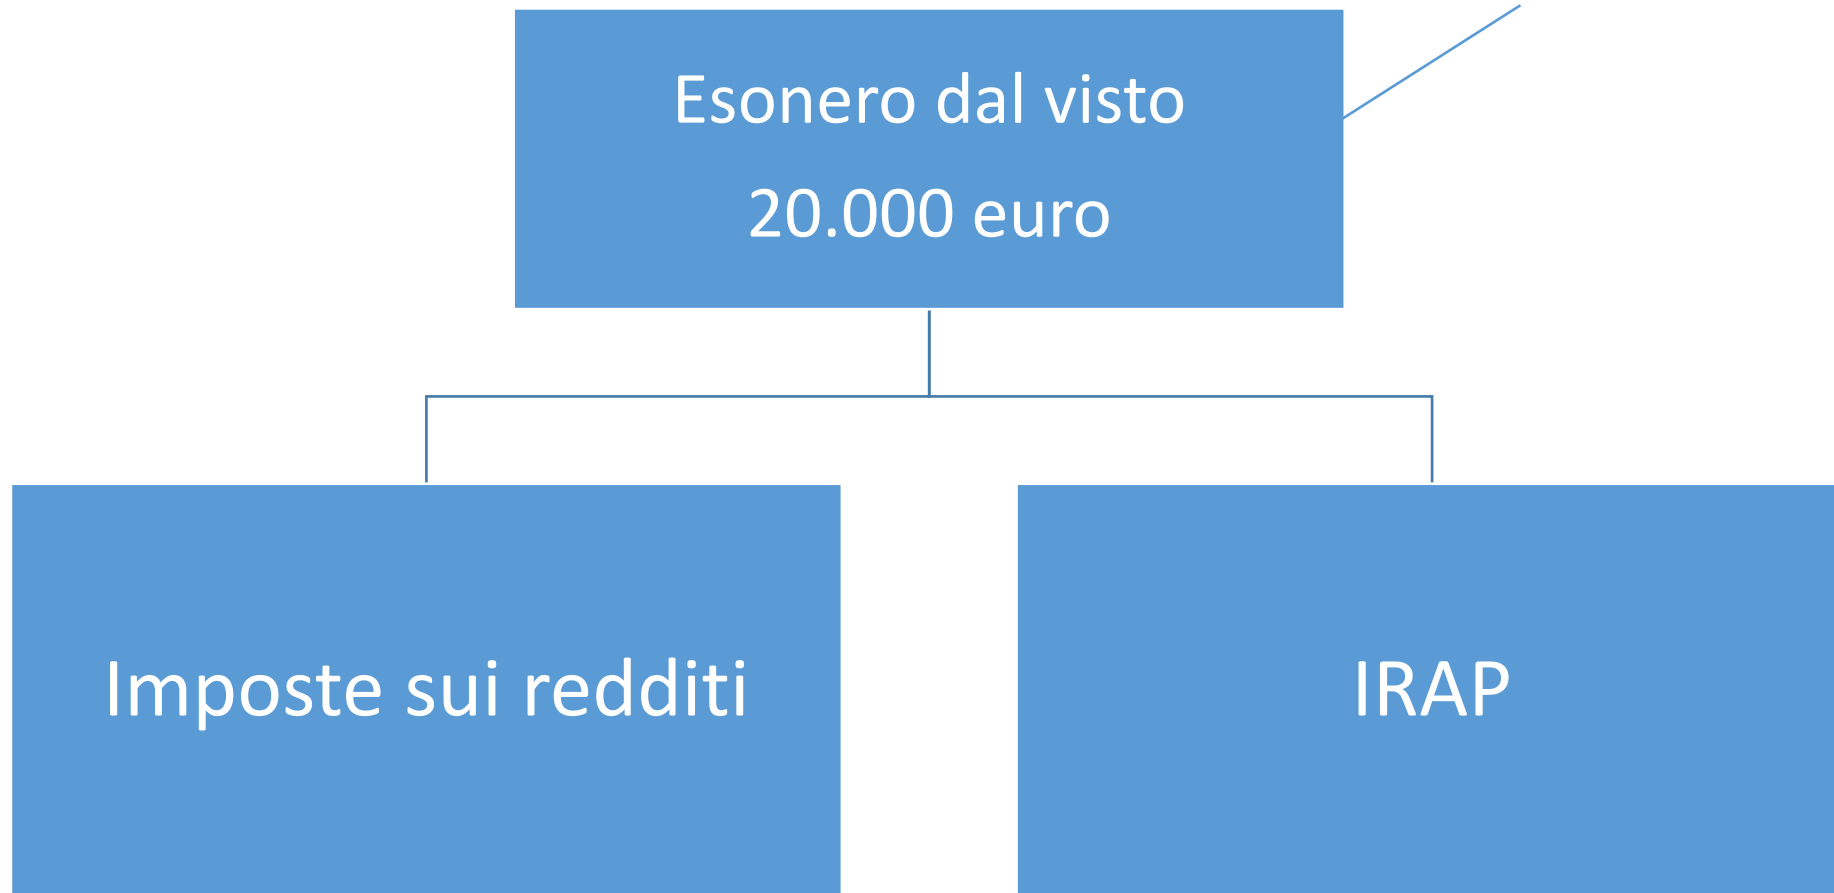 Esonero dal visto
20.000 euro
Imposte sui redditi
IRAP